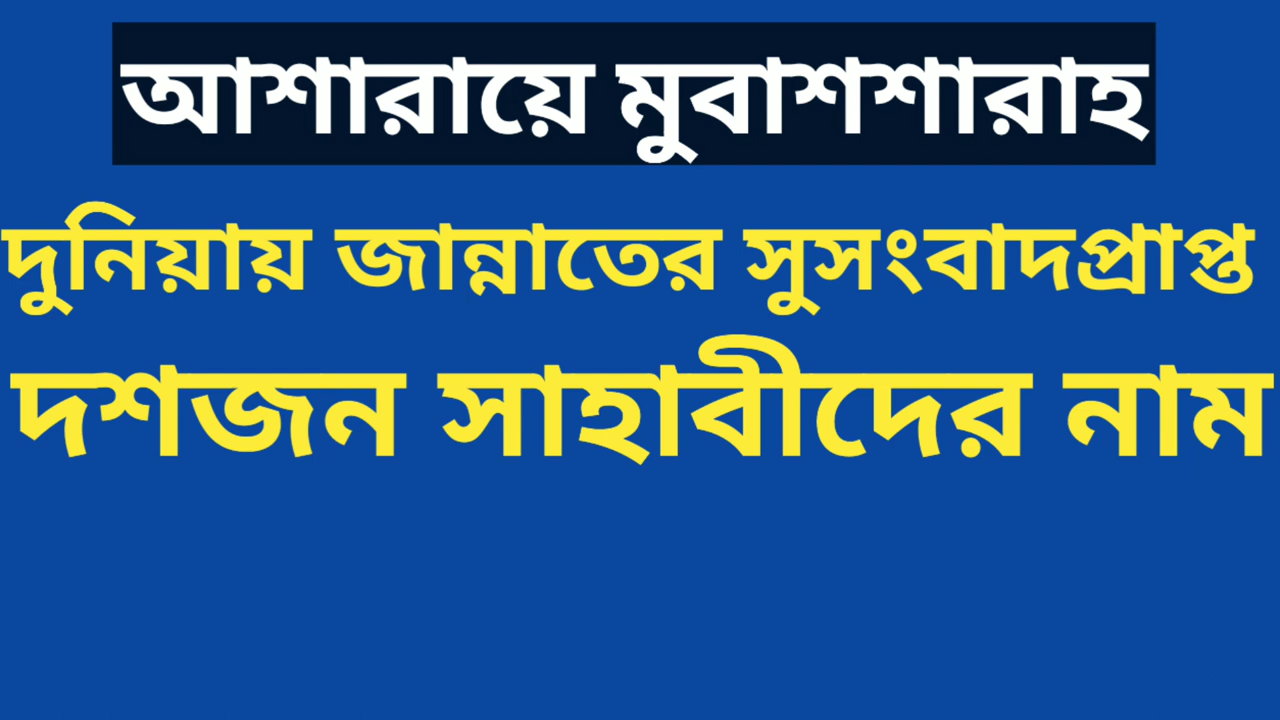 আশারায়ে মুবাশশারাহ
দুনিয়ায় জান্নাতের সুসংবাদপ্রাপ্ত
দশজন সাহাবীদের নাম